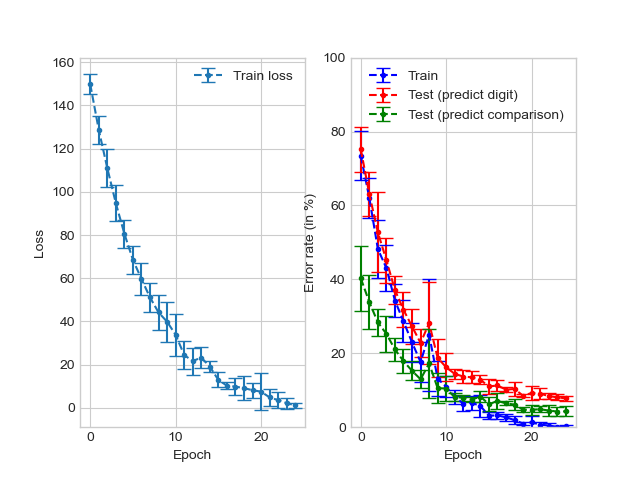 160
140
120
100
80
60
40
20
0
Loss
0
10
20
Epoch
Train loss
100
80
60
40
20
0
Error rate (in %)
0
10
20
Epoch
Train
Test (predict digit)
Test (predict comparison)